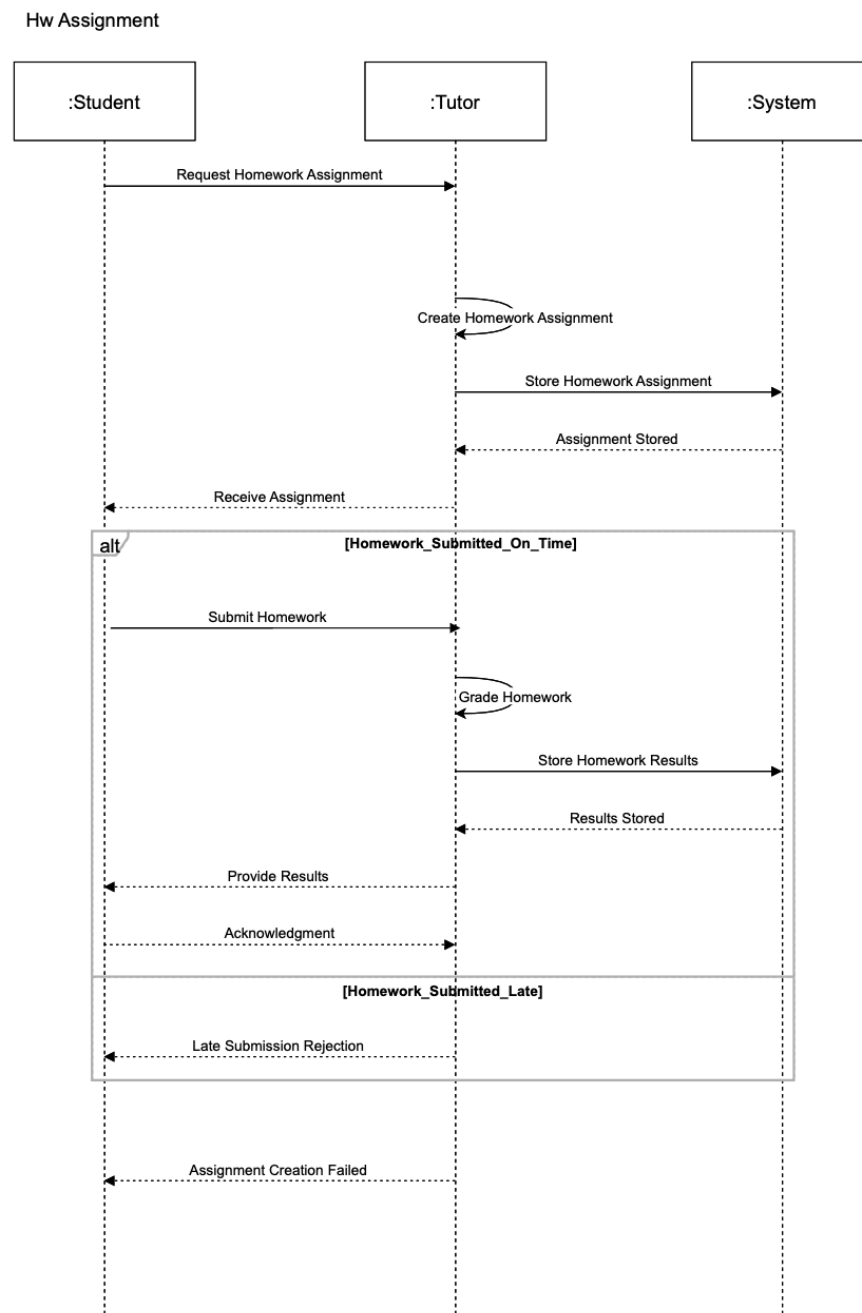 Hw Assignment
:Student
:Tutor
:System
Request Homework Assignment
Create Homework Assignment
Store Homework Assignment
Assignment Stored
Receive Assignment
alt
[Homework_Submitted_On_Time]
Submit Homework
Grade Homework
Store Homework Results
Results Stored
Provide Results
Acknowledgment
[Homework_Submitted_Late]
Late Submission Rejection
Assignment Creation Failed